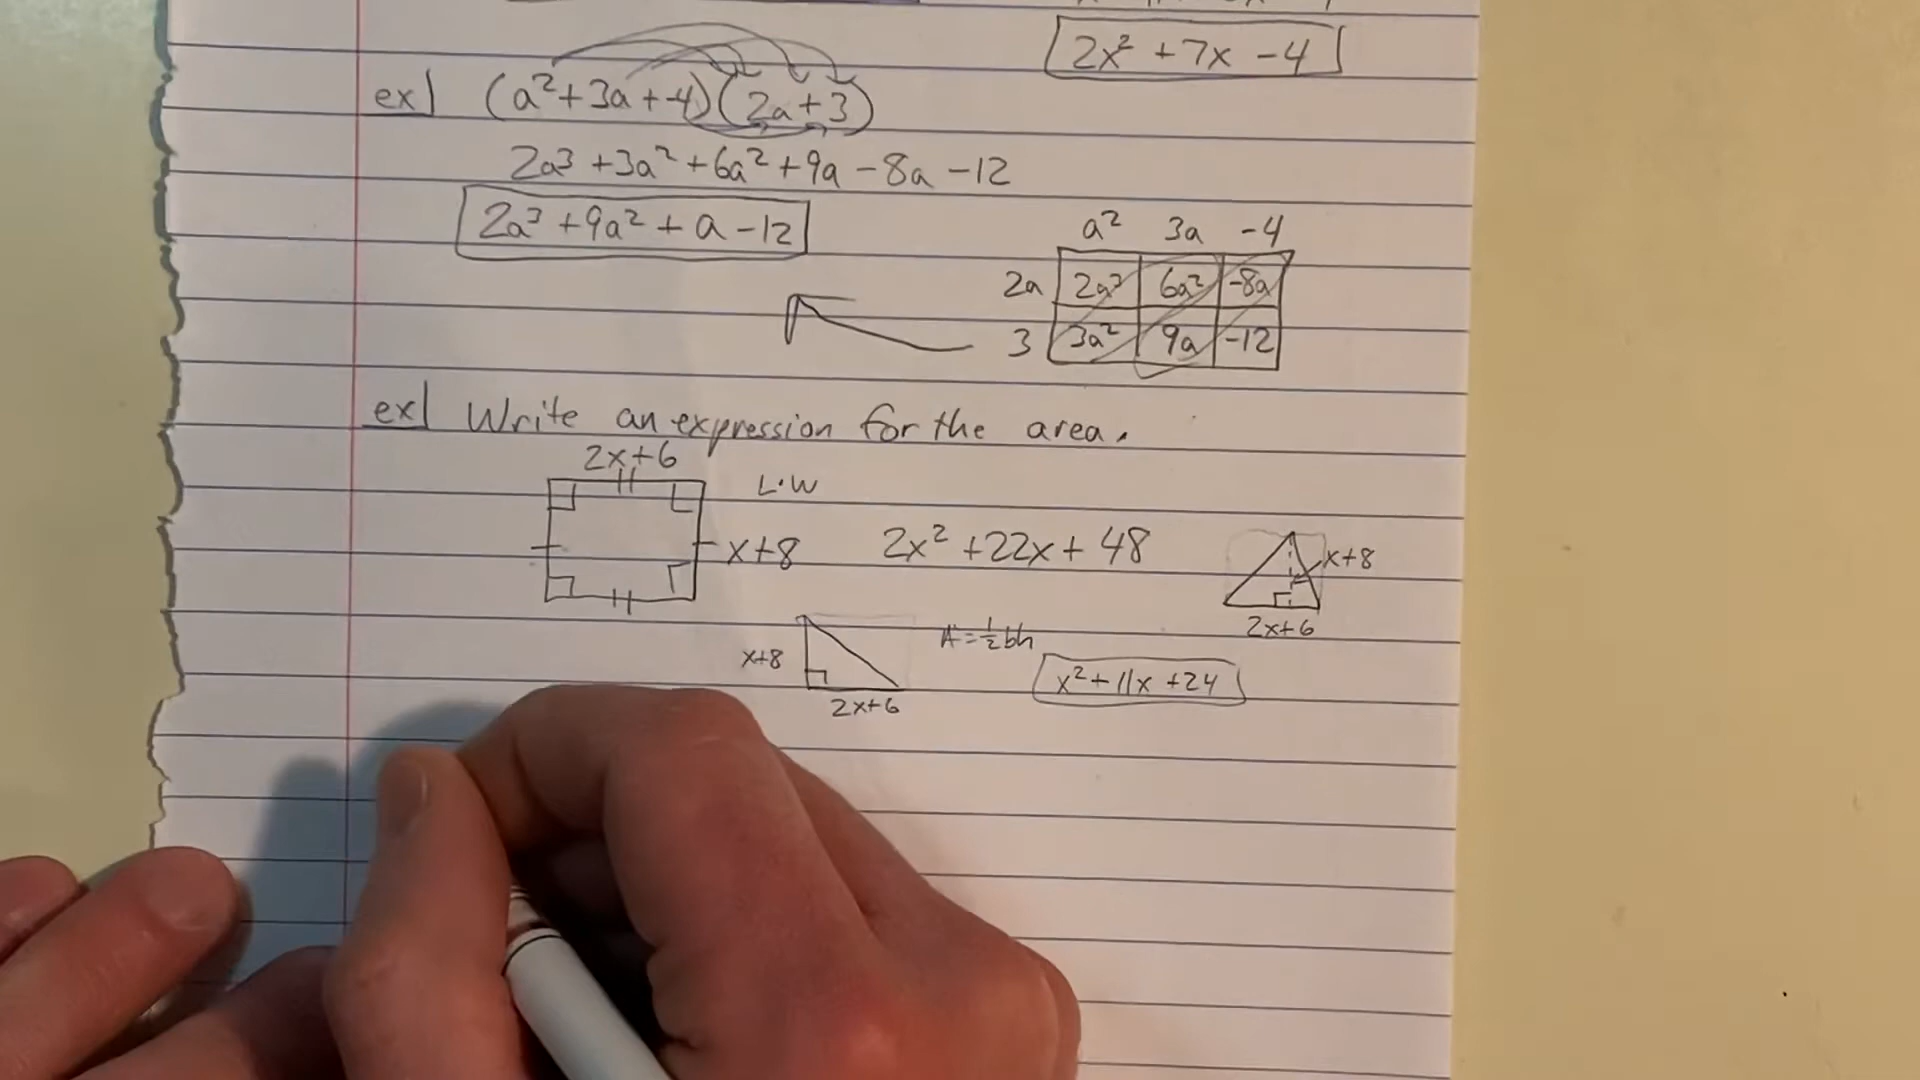 2x² + 7x - 4
ex| (a² + 3a + -4)(2a + 3)
2a³ + 3a² + 6a² + 9a - 8a - 12
2a³ + 9a² + a - 12
a² 3a -4
2a 2a³ 6a² -8a
3 3a² 9a -12
ex| Write an expression for the area.
2x+6
L·W
x+8
2x² + 22x + 48
x+8
2x+6
x+8
A = ½bh
x² + 11x + 24
2x+6